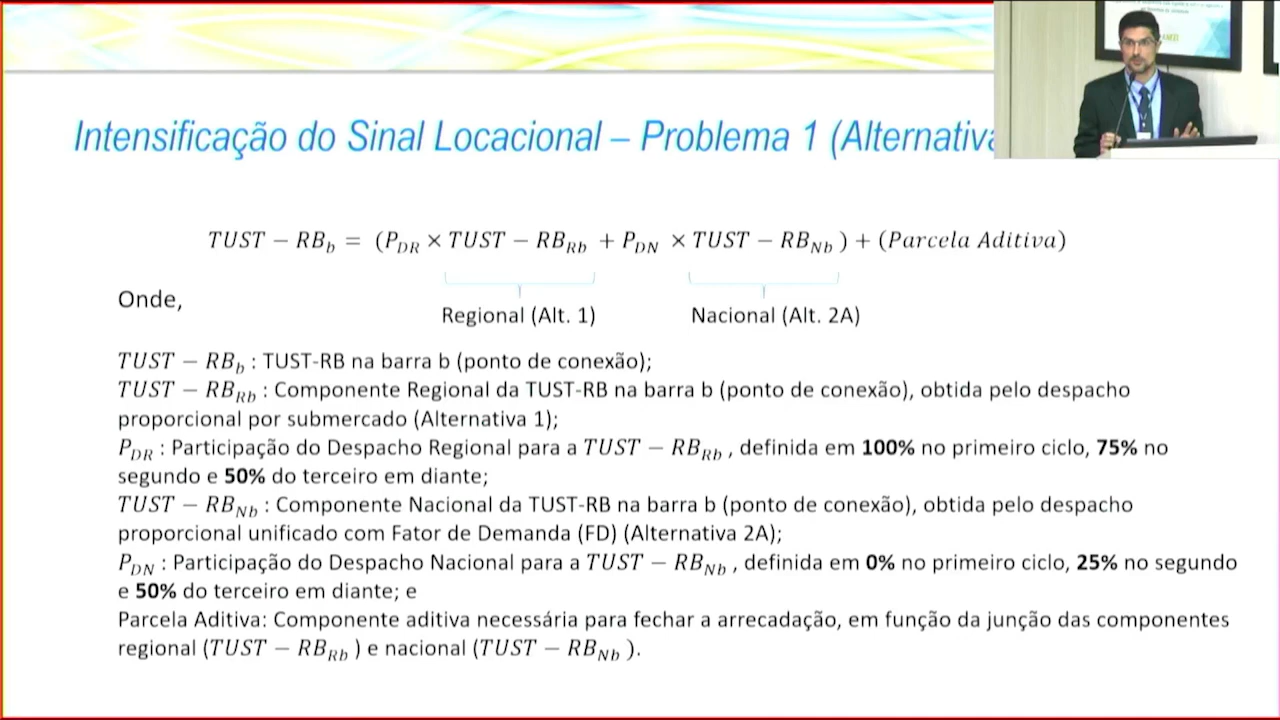 Intensificação do Sinal Locacional – Problema 1 (Alternativa
TUST − RB_b = (P_DR × TUST − RB_Rb + P_DN × TUST − RB_Nb ) + (Parcela Aditiva)
Onde,
Regional (Alt. 1) Nacional (Alt. 2A)
TUST − RB_b : TUST-RB na barra b (ponto de conexão);
TUST − RB_Rb : Componente Regional da TUST-RB na barra b (ponto de conexão), obtida pelo despacho
proporcional por submercado (Alternativa 1);
P_DR : Participação do Despacho Regional para a TUST − RB_Rb , definida em 100% no primeiro ciclo, 75% no
segundo e 50% do terceiro em diante;
TUST − RB_Nb : Componente Nacional da TUST-RB na barra b (ponto de conexão), obtida pelo despacho
proporcional unificado com Fator de Demanda (FD) (Alternativa 2A);
P_DN : Participação do Despacho Nacional para a TUST − RB_Nb , definida em 0% no primeiro ciclo, 25% no segundo
e 50% do terceiro em diante; e
Parcela Aditiva: Componente aditiva necessária para fechar a arrecadação, em função da junção das componentes
regional (TUST − RB_Rb ) e nacional (TUST − RB_Nb ).